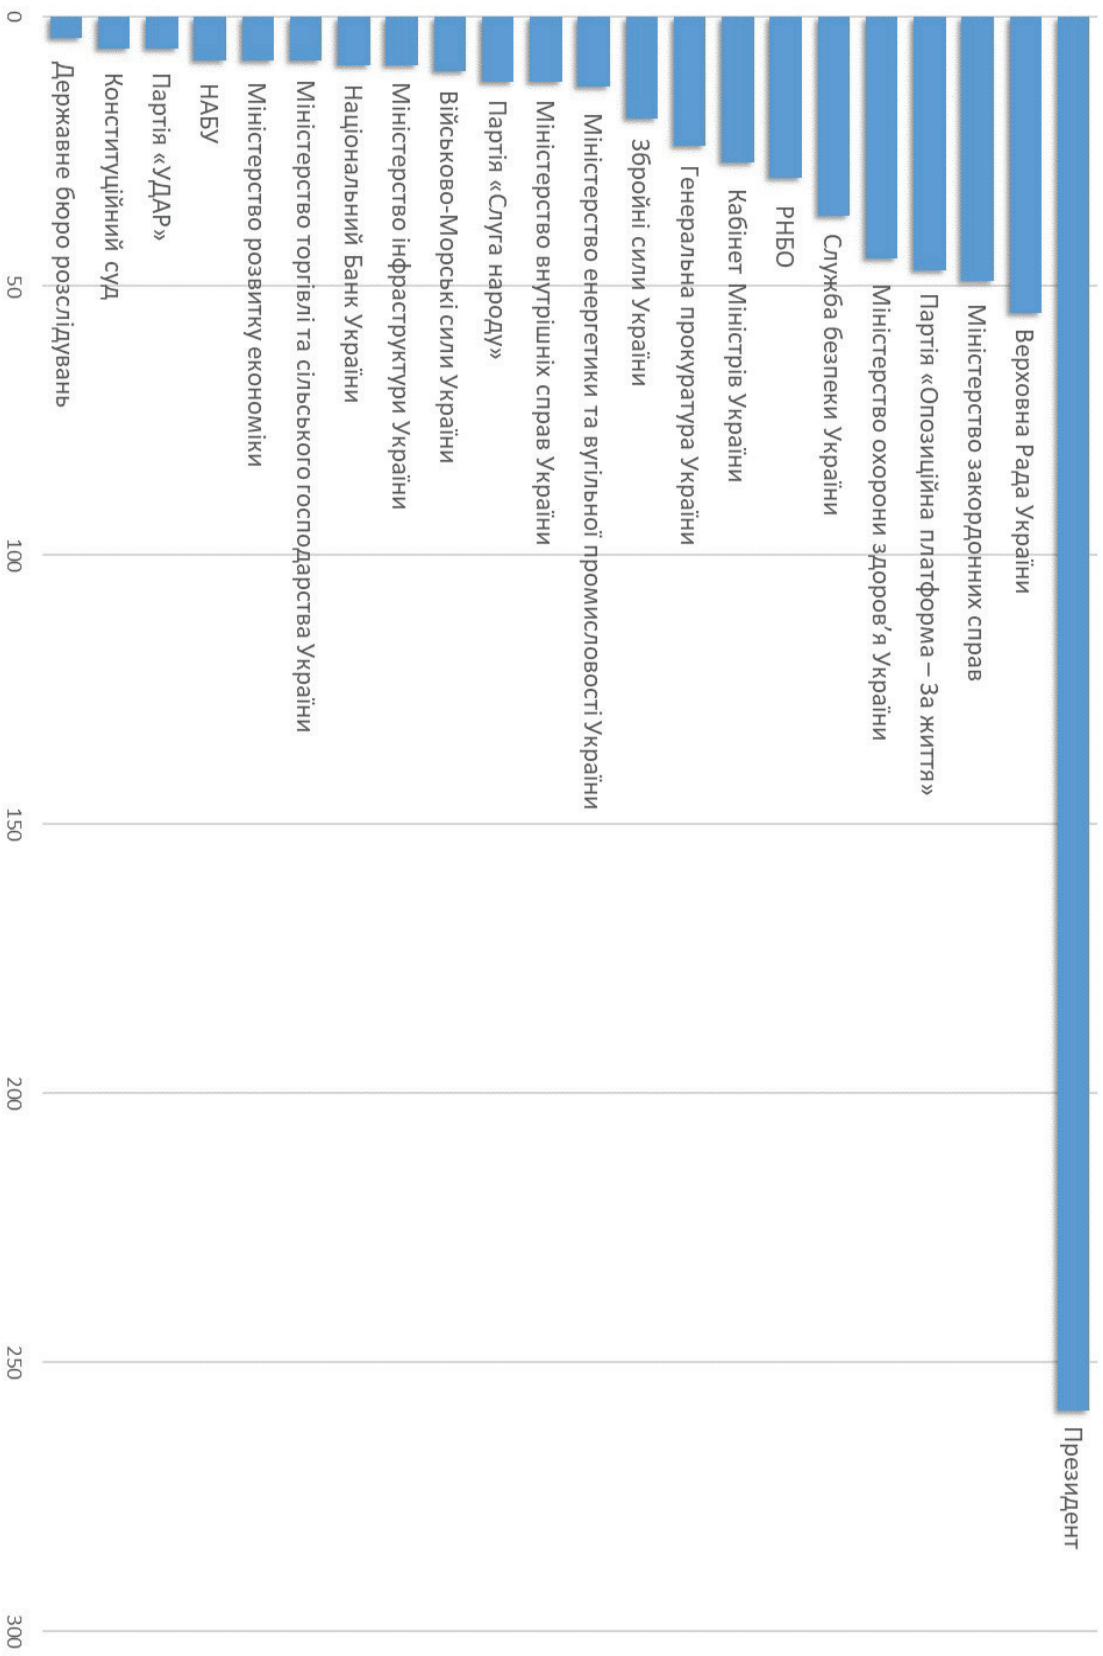 Президент
Верховна Рада України
Міністерство закордонних справ
Партія «Опозиційна платформа – За життя»
Міністерство охорони здоров’я України
Служба безпеки України
РНБО
Кабінет Міністрів України
Генеральна прокуратура України
Збройні сили України
Міністерство енергетики та вугільної промисловості України
Міністерство внутрішніх справ України
Партія «Слуга народу»
Військово-Морські сили України
Міністерство інфраструктури України
Національний Банк України
Міністерство торгівлі та сільського господарства України
Міністерство розвитку економіки
НАБУ
Партія «УДАР»
Конституційний суд
Державне бюро розслідувань
0
50
100
150
200
250
300